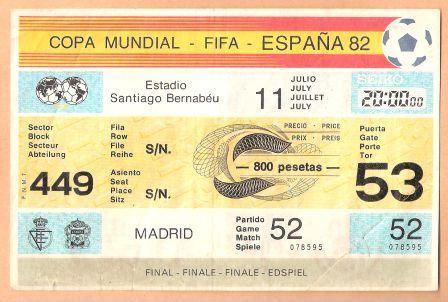 COPA MUNDIAL - FIFA - ESPAÑA 82
Estadio
Santiago Bernabéu
11
JULIO
JULY
JUILLET
JULY
SEIKO
20:00.00
Sector
Block
Secteur
Abteilung
449
Fila
Row
File
Reihe
S/N.
Asiento
Seat
Place
Sitz
S/N.
PRECIO - PRICE
PRIX - PREIS
800 pesetas
Puerta
Gate
Porte
Tor
53
F. N. M. T.
MADRID
Partido
Game
Match
Spiele
52
078595
52
078595
FINAL - FINALE - FINALE - EDSPIEL